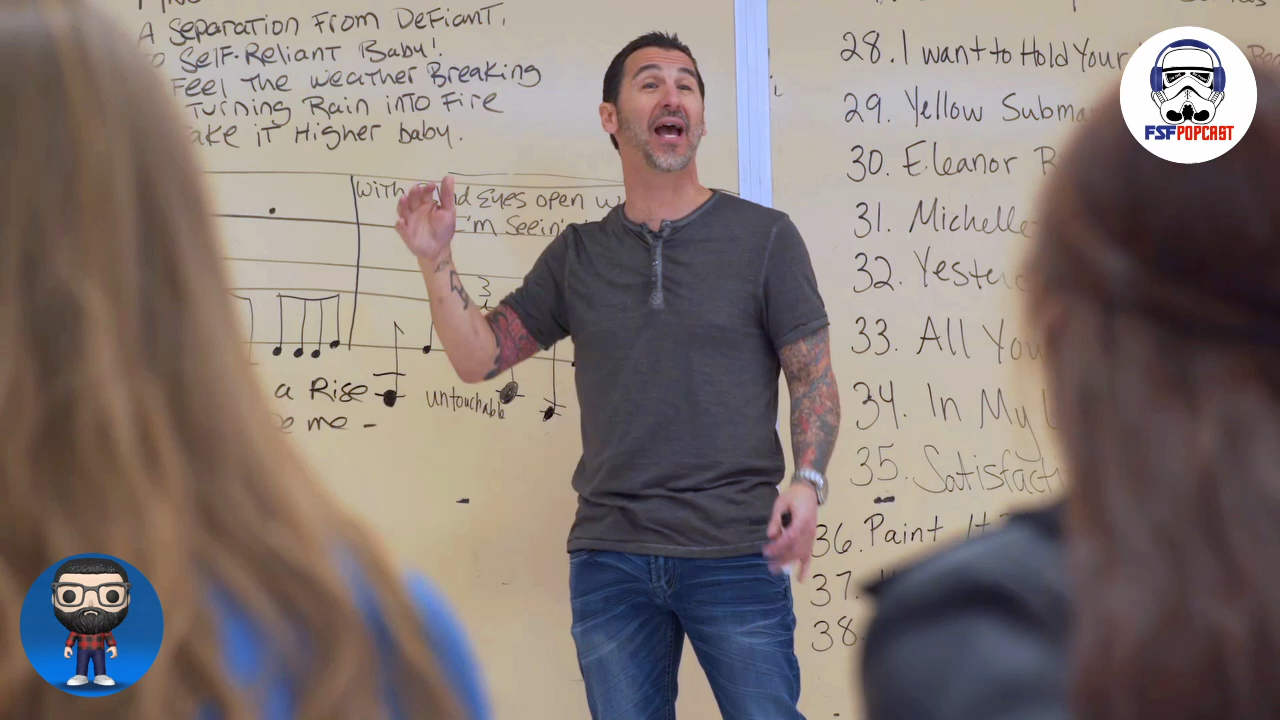 A Separation From Defiant,
Self-Reliant Baby!
Feel The weather Breaking
Turning Rain inTo Fire
ake iT Higher baby.
with nd Eyes open w
I'm Seein'
3
a Rise
untouchable
me -
28. I want to Hold Your
29. Yellow Subma
30. Eleanor R
31. Michelle
32. Yester
33. All You
34. In My L
35. Satisfact
36. Paint It
37.
38.
FSFPOPCAST